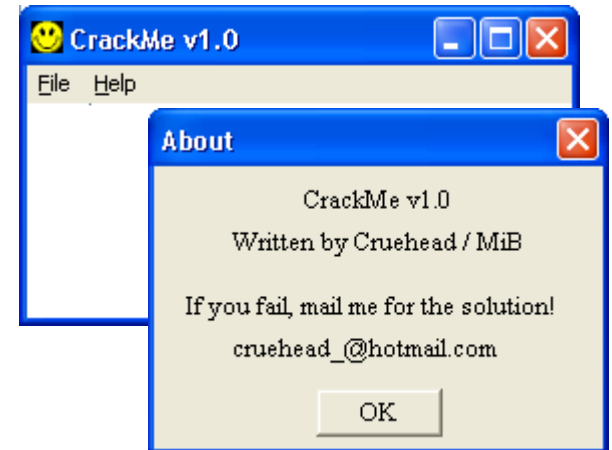 CrackMe v1.0
File Help
About
CrackMe v1.0
Written by Cruehead / MiB
If you fail, mail me for the solution!
cruehead_@hotmail.com
OK